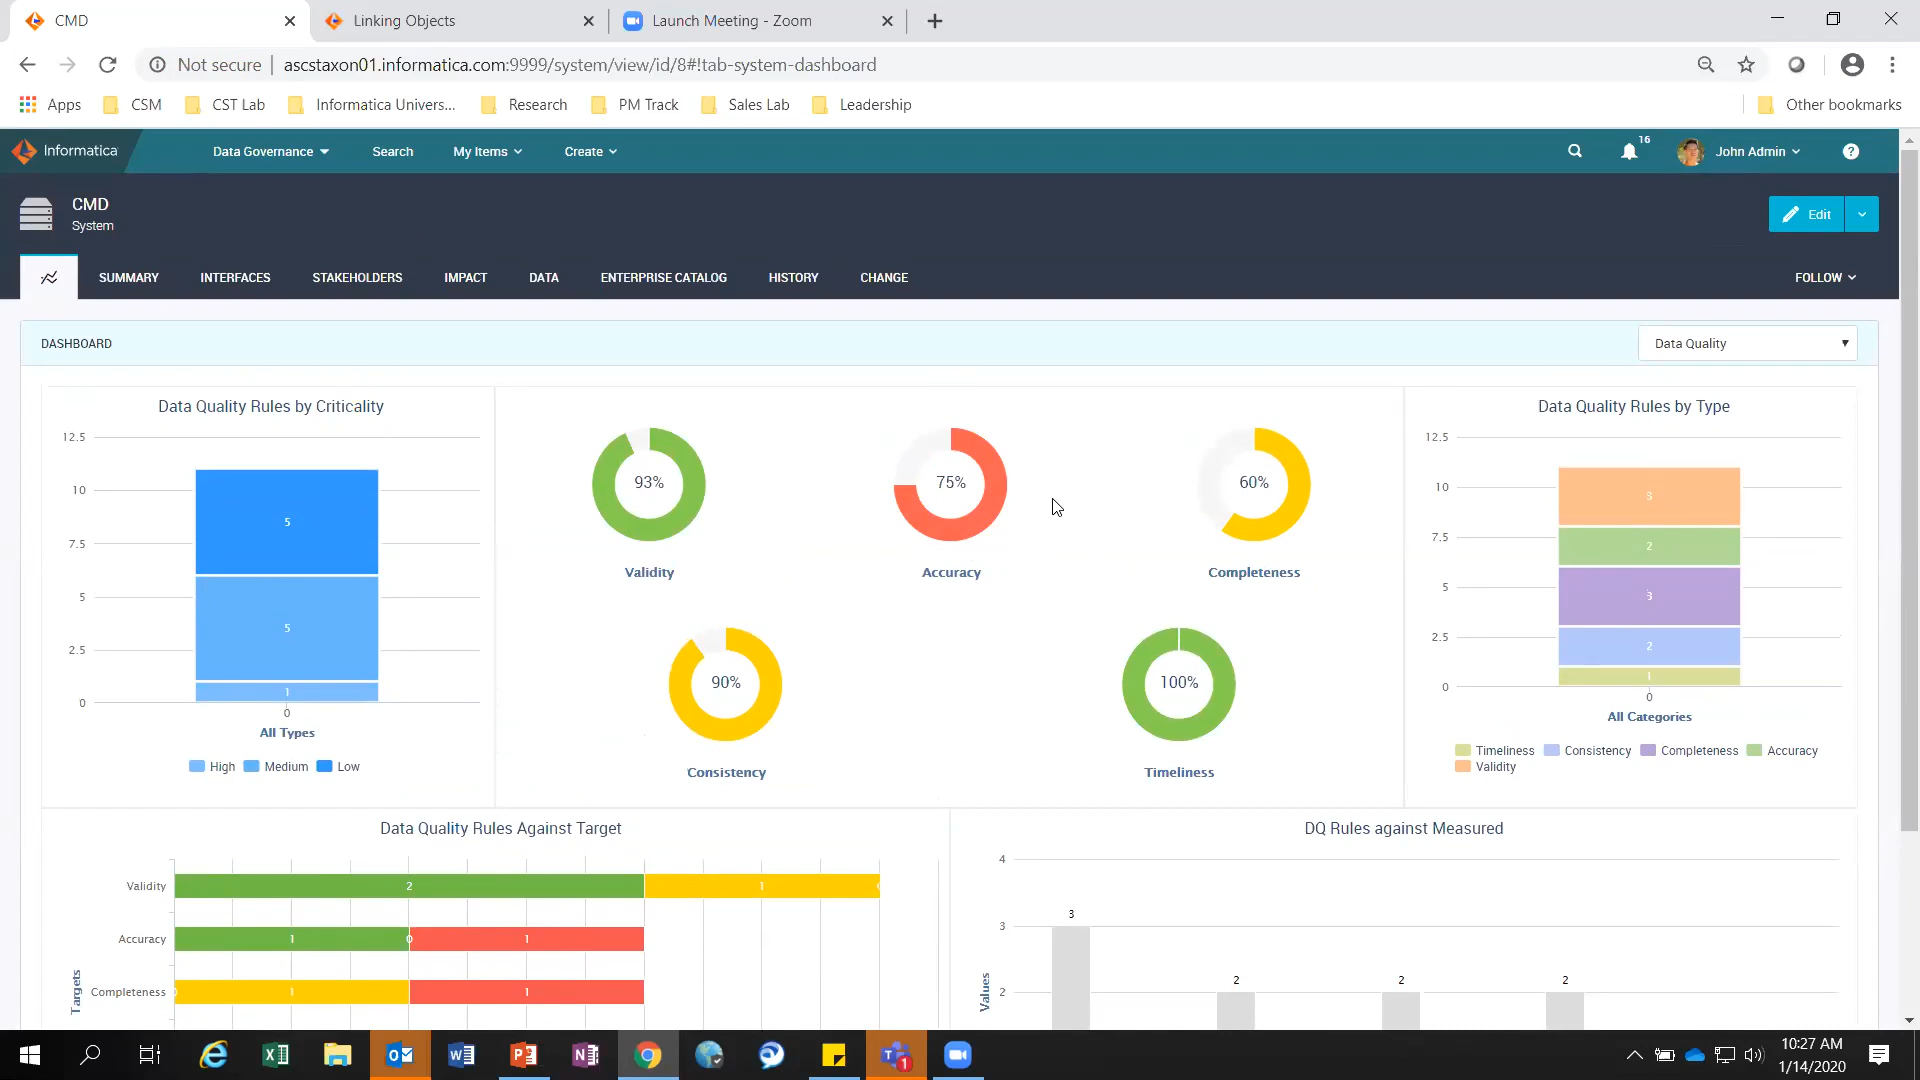 CMD
Linking Objects
Launch Meeting - Zoom
Not secure
ascstaxon01.informatica.com:9999/system/view/id/8#!tab-system-dashboard
Apps
CSM
CST Lab
Informatica Univers...
Research
PM Track
Sales Lab
Leadership
Other bookmarks
Informatica
Data Governance
Search
My Items
Create
16
John Admin
?
CMD
System
Edit
SUMMARY
INTERFACES
STAKEHOLDERS
IMPACT
DATA
ENTERPRISE CATALOG
HISTORY
CHANGE
FOLLOW
DASHBOARD
Data Quality
Data Quality Rules by Criticality
12.5
10
7.5
5
2.5
0
5
5
1
0
All Types
High
Medium
Low
93%
Validity
75%
Accuracy
60%
Completeness
90%
Consistency
100%
Timeliness
Data Quality Rules by Type
12.5
10
7.5
5
2.5
0
3
2
3
2
1
0
All Categories
Timeliness
Consistency
Completeness
Accuracy
Validity
Data Quality Rules Against Target
Targets
Validity
2
1
Accuracy
1
0
1
Completeness
1
1
DQ Rules against Measured
Values
4
3
2
3
2
2
2
10:27 AM
1/14/2020